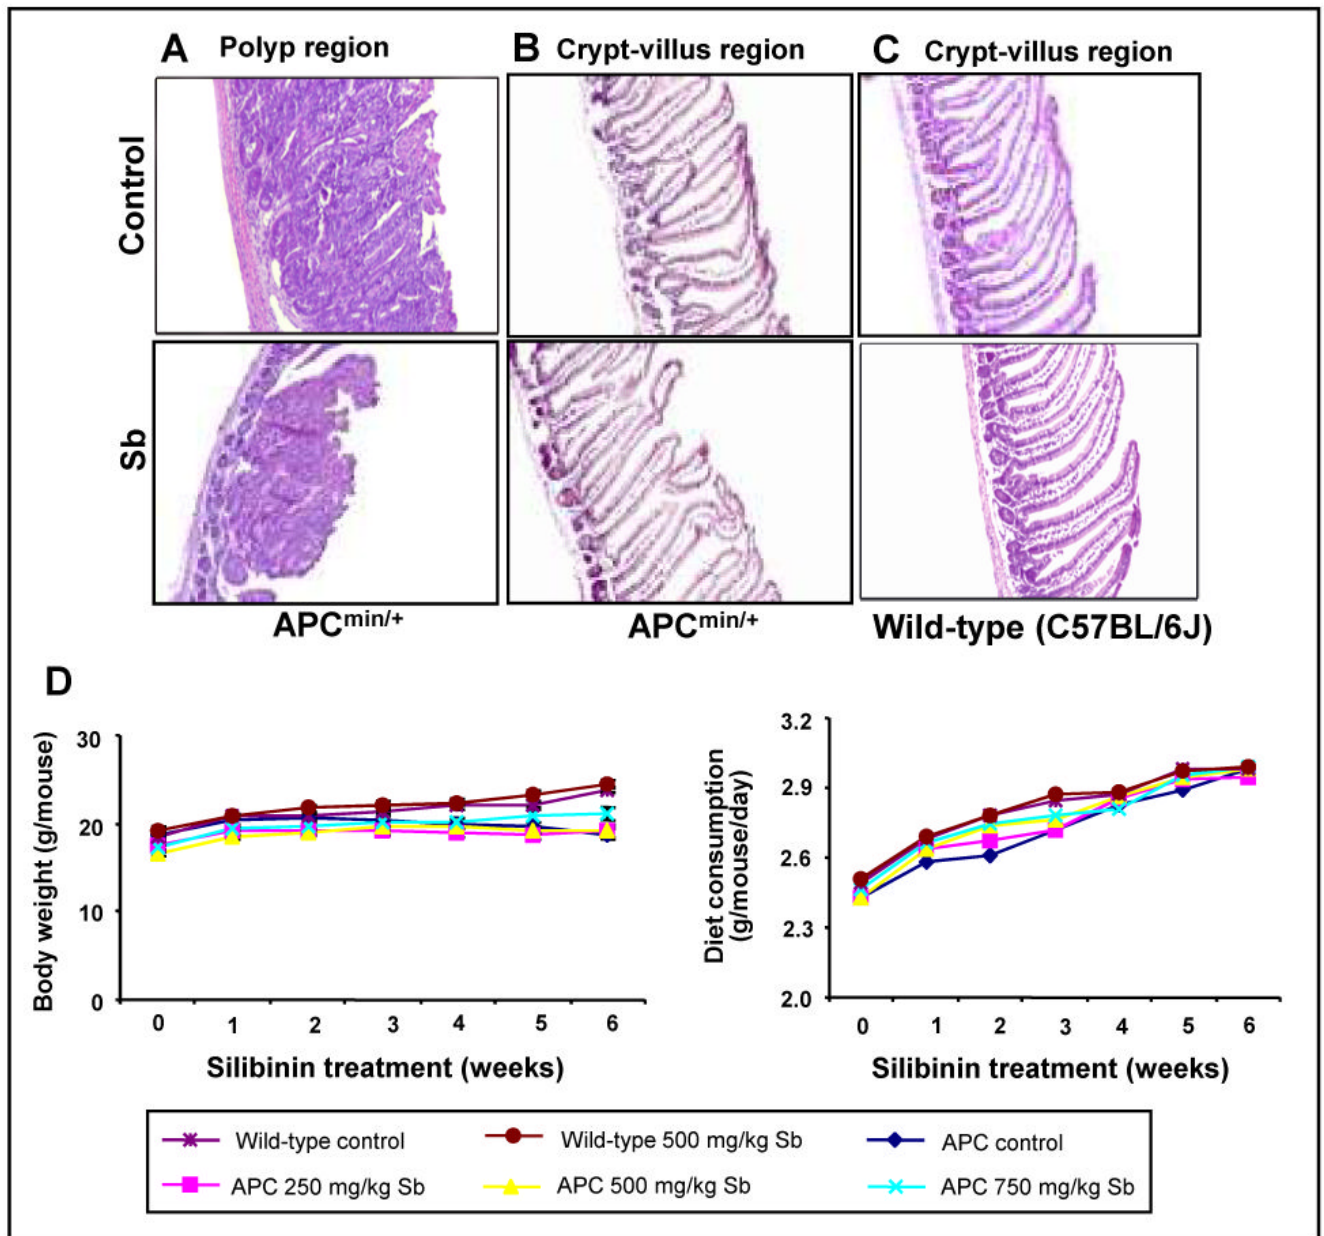 A Polyp region
B Crypt-villus region
C Crypt-villus region
Control
Sb
APCmin/+
APCmin/+
Wild-type (C57BL/6J)
D
Body weight (g/mouse)
30
20
10
0
0 1 2 3 4 5 6
Silibinin treatment (weeks)
Diet consumption
(g/mouse/day)
3.2
2.9
2.6
2.3
2.0
0 1 2 3 4 5 6
Silibinin treatment (weeks)
Wild-type control
Wild-type 500 mg/kg Sb
APC control
APC 250 mg/kg Sb
APC 500 mg/kg Sb
APC 750 mg/kg Sb